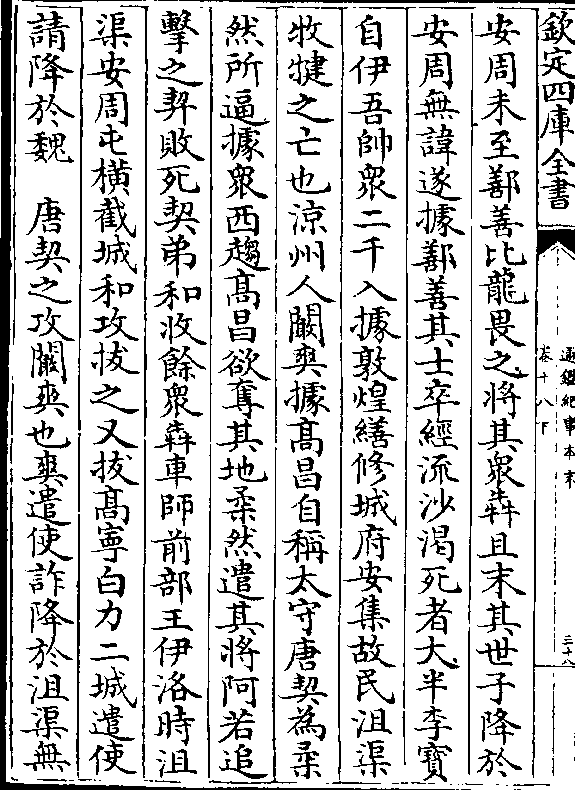 欽定四庫全書
通鑑紀事本末
卷十八下
三十八
安周未至鄯善比龍畏之將其衆犇且末其世子降於
安周無諱遂據鄯善其士卒經流沙渴死者大半李寶
自伊吾帥衆二千入據敦煌繕修城府安集故民沮渠
牧犍之亡也涼州人闞爽據高昌自稱太守唐契為柔
然所逼據衆西趨高昌欲奪其地柔然遣其將阿若追
擊之契敗死契弟和收餘衆犇車師前部王伊洛時沮
渠安周屯橫截城和攻拔之又拔高寧白力二城遣使
請降於魏　唐契之攻闞爽也爽遣使詐降於沮渠無